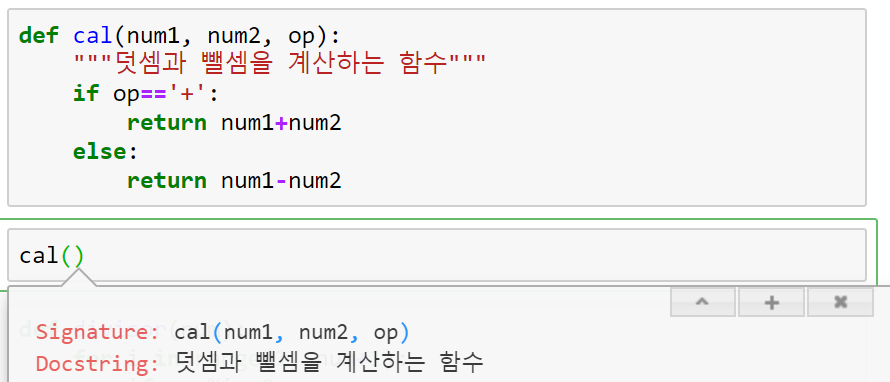 def cal(num1, num2, op):
    """덧셈과 뺄셈을 계산하는 함수"""
    if op=='+':
        return num1+num2
    else:
        return num1-num2
cal()
Signature: cal(num1, num2, op)
Docstring: 덧셈과 뺄셈을 계산하는 함수